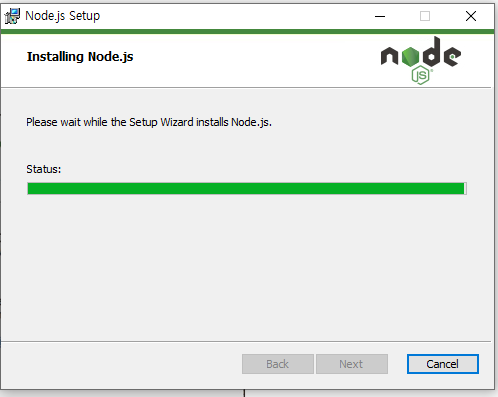 Node.js Setup
Installing Node.js
node
JS
Please wait while the Setup Wizard installs Node.js.
Status:
Back
Next
Cancel